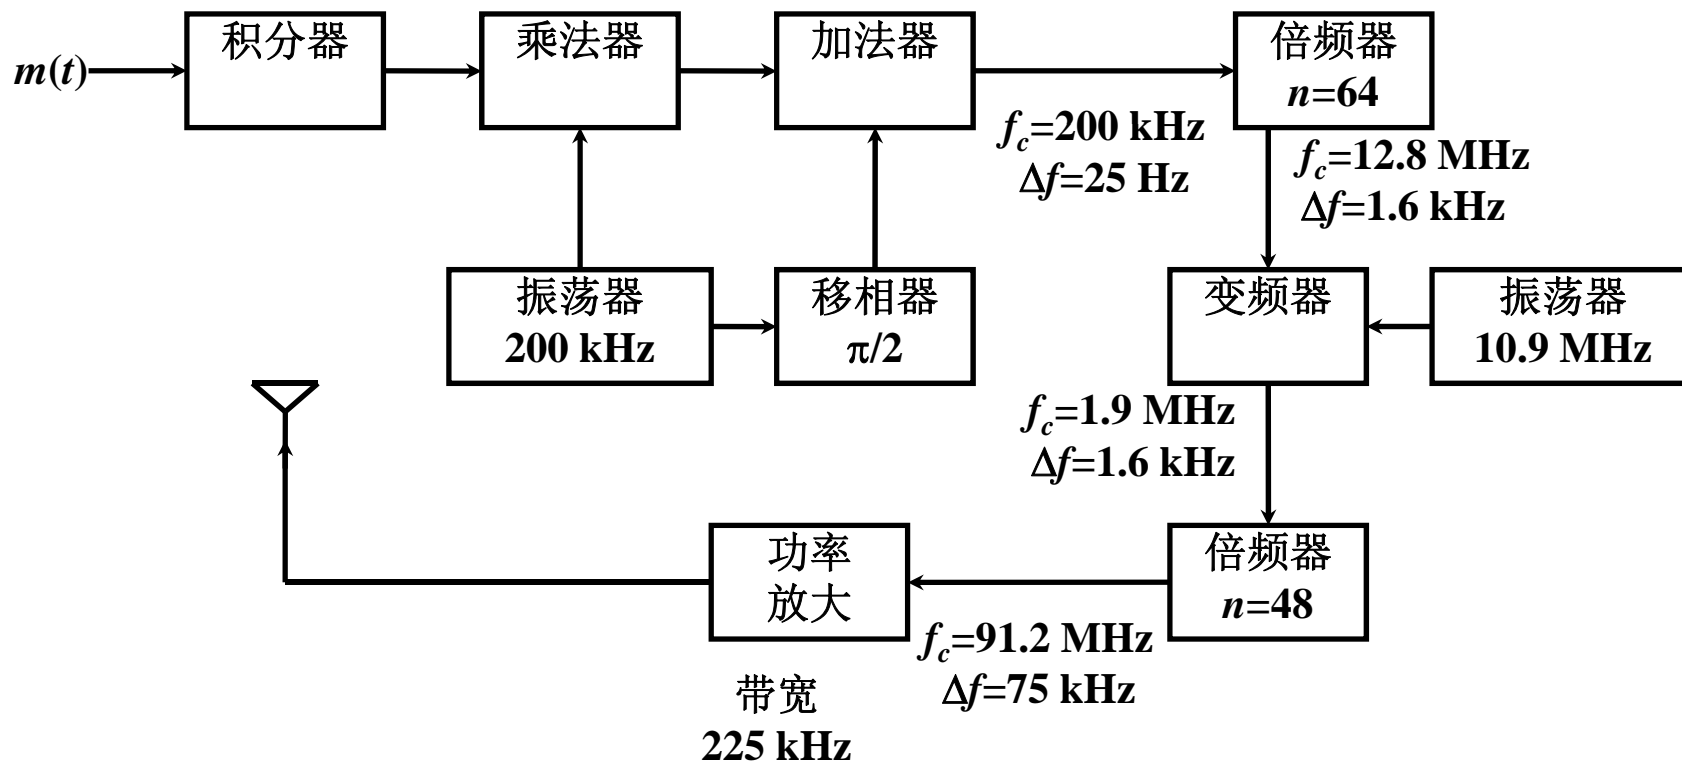 m(t)
积分器
乘法器
加法器
倍频器
n=64
fc=200 kHz
Δf=25 Hz
fc=12.8 MHz
Δf=1.6 kHz
振荡器
200 kHz
移相器
π/2
变频器
振荡器
10.9 MHz
fc=1.9 MHz
Δf=1.6 kHz
功率
放大
倍频器
n=48
fc=91.2 MHz
Δf=75 kHz
带宽
225 kHz